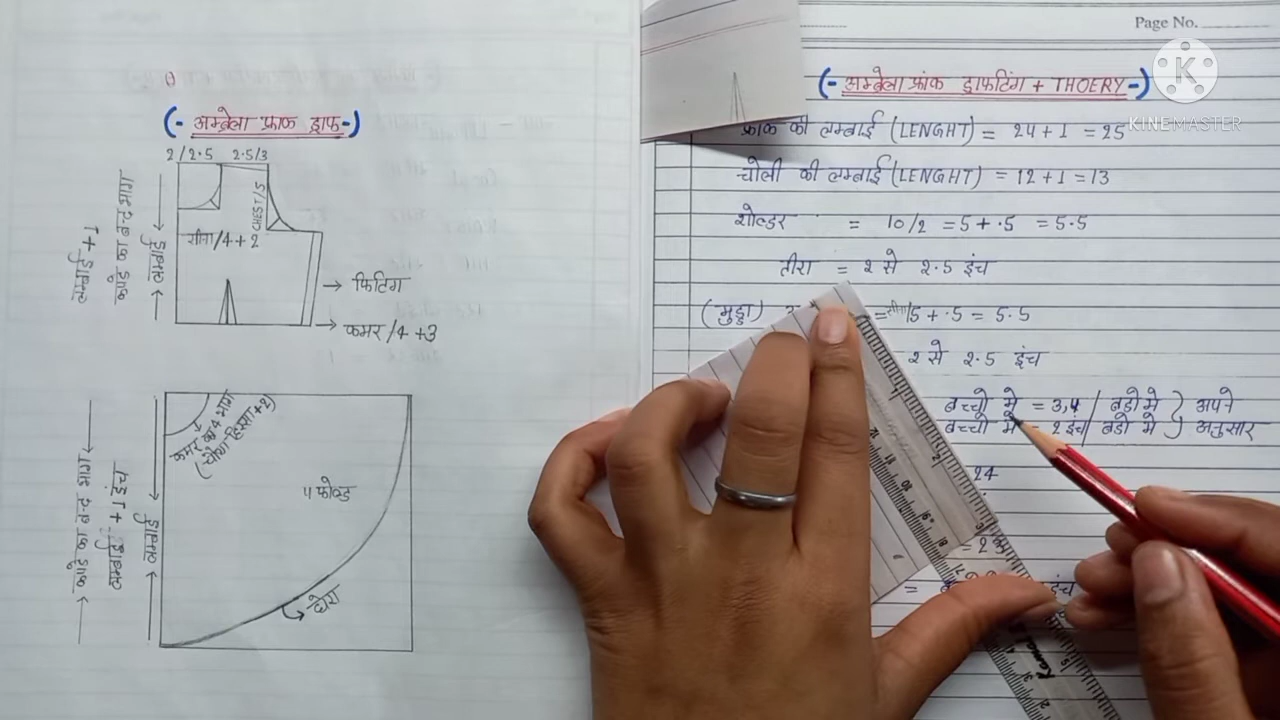 (- अम्ब्रेला फ्राक ड्राफ -)
2/2.5 2.5/3
CHEST/5
सीना/4+2
लम्बाई
कपडे का बन्द भाग
लम्बाई+1
फिटिंग
कमर/4+3
कमर का 4 भाग
(चौथा हिस्सा+2)
4 फोल्ड
घेरा
लम्बाई
लम्बाई + 1 इंच
कपडे का बन्द भाग
Page No.
K
KINEMASTER
(- अम्ब्रेला फ्रांक ड्राफटिंग + THOERY -)
फ्राक की लम्बाई (LENGHT) = 24+1 = 25
चोली की लम्बाई (LENGHT) = 12+1 = 13
शोल्डर = 10/2 = 5+.5 = 5.5
तीरा = 2 से 2.5 इंच
(मुड्डा) = सीना/5+.5 = 5.5
2 से 2.5 इंच
बच्चो मे = 3,4 / बडो मे } अपने
बच्चो मे = 2 इंच / बडो मे } अनुसार
24
= 2
= इंच